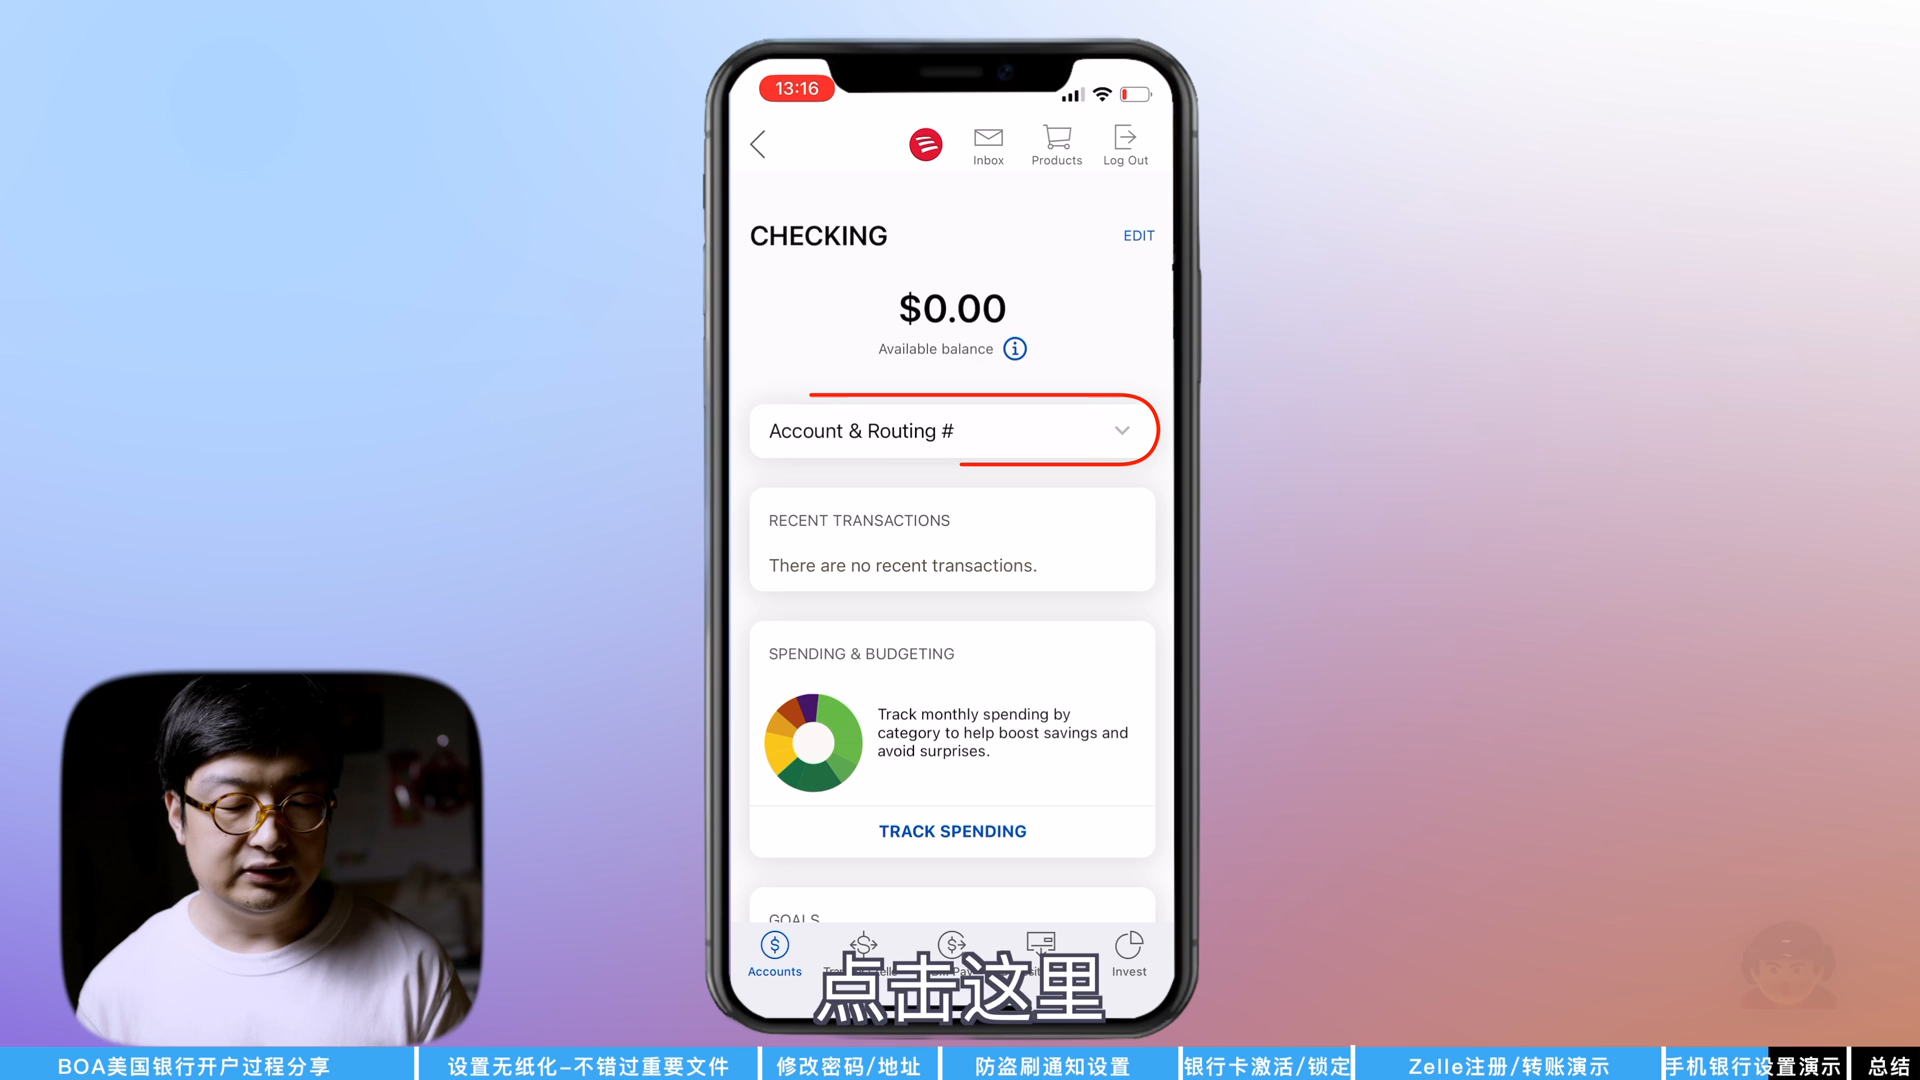 13:16
Inbox
Products
Log Out
CHECKING
EDIT
$0.00
Available balance
Account & Routing #
RECENT TRANSACTIONS
There are no recent transactions.
SPENDING & BUDGETING
Track monthly spending by
category to help boost savings and
avoid surprises.
TRACK SPENDING
GOALS
Accounts
Invest
点击这里
BOA美国银行开户过程分享
设置无纸化-不错过重要文件
修改密码/地址
防盗刷通知设置
银行卡激活/锁定
Zelle注册/转账演示
手机银行设置演示
总结